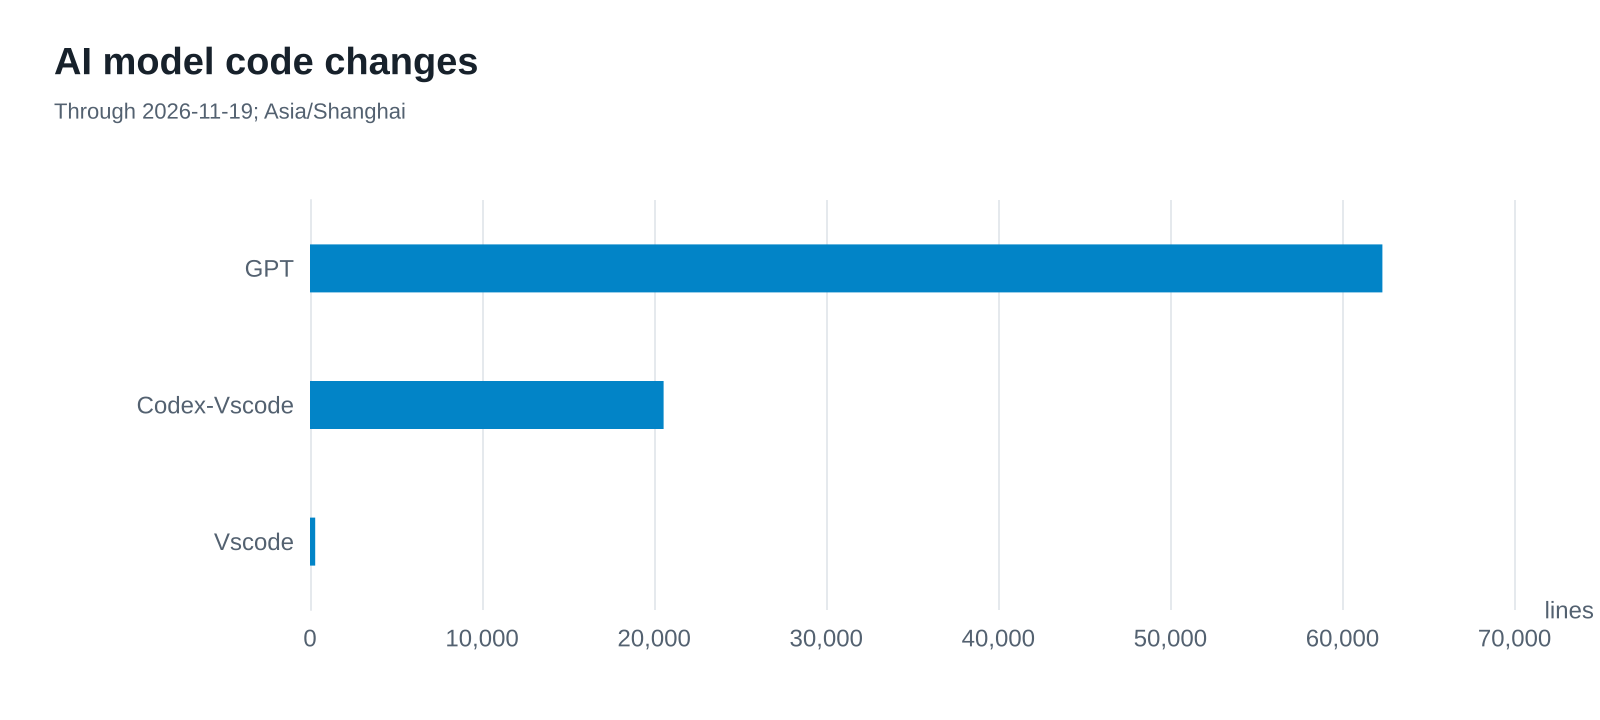 AI model code changes
Through 2026-11-19; Asia/Shanghai
GPT
Codex-Vscode
Vscode
lines
0 10,000 20,000 30,000 40,000 50,000 60,000 70,000